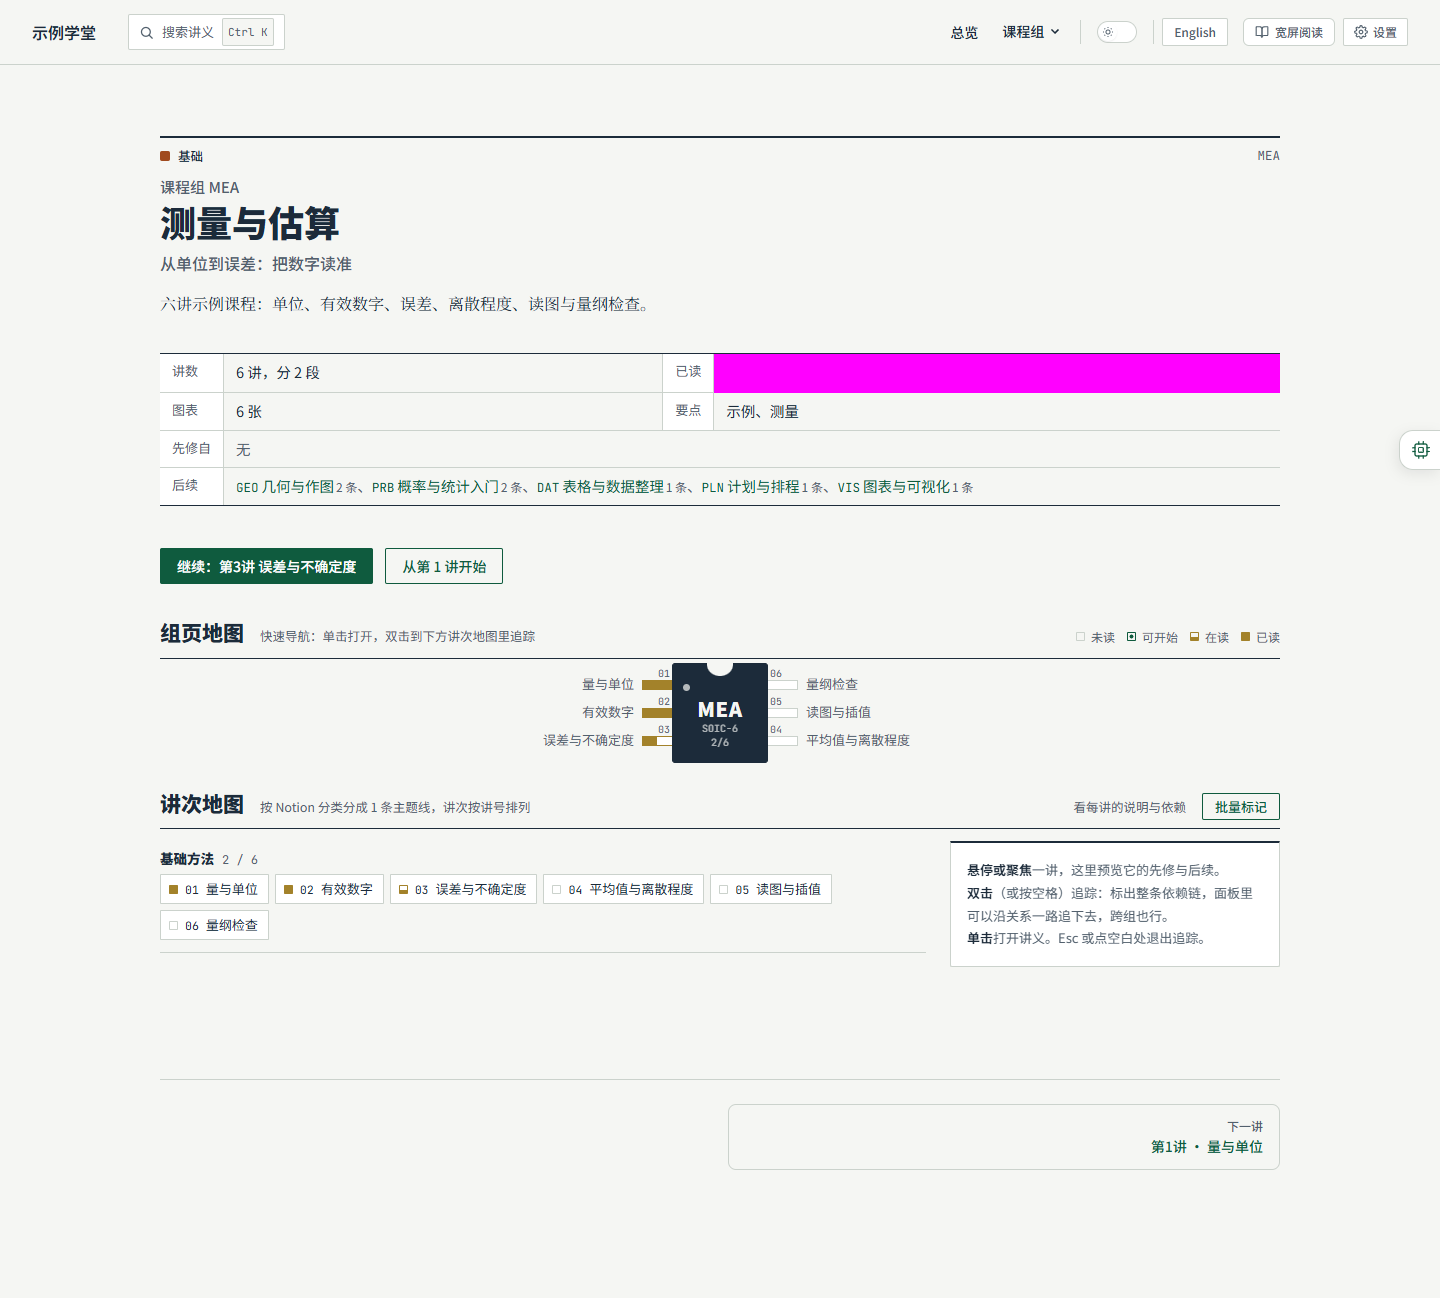 示例学堂
搜索讲义 Ctrl K
总览
课程组
English
宽屏阅读
设置
基础
MEA
课程组 MEA
测量与估算
从单位到误差：把数字读准
六讲示例课程：单位、有效数字、误差、离散程度、读图与量纲检查。
讲数 6 讲，分 2 段 已读
图表 6 张 要点 示例、测量
先修自 无
后续 GEO 几何与作图 2 条、PRB 概率与统计入门 2 条、DAT 表格与数据整理 1 条、PLN 计划与排程 1 条、VIS 图表与可视化 1 条
继续：第3讲 误差与不确定度
从第 1 讲开始
组页地图 快速导航：单击打开，双击到下方讲次地图里追踪
未读 可开始 在读 已读
量与单位 01
有效数字 02
误差与不确定度 03
MEA
SOIC-6
2/6
06 量纲检查
05 读图与插值
04 平均值与离散程度
讲次地图 按 Notion 分类分成 1 条主题线，讲次按讲号排列
看每讲的说明与依赖 批量标记
基础方法 2 / 6
01 量与单位
02 有效数字
03 误差与不确定度
04 平均值与离散程度
05 读图与插值
06 量纲检查
悬停或聚焦一讲，这里预览它的先修与后续。
双击（或按空格）追踪：标出整条依赖链，面板里
可以沿关系一路追下去，跨组也行。
单击打开讲义。Esc 或点空白处退出追踪。
下一讲
第1讲 · 量与单位